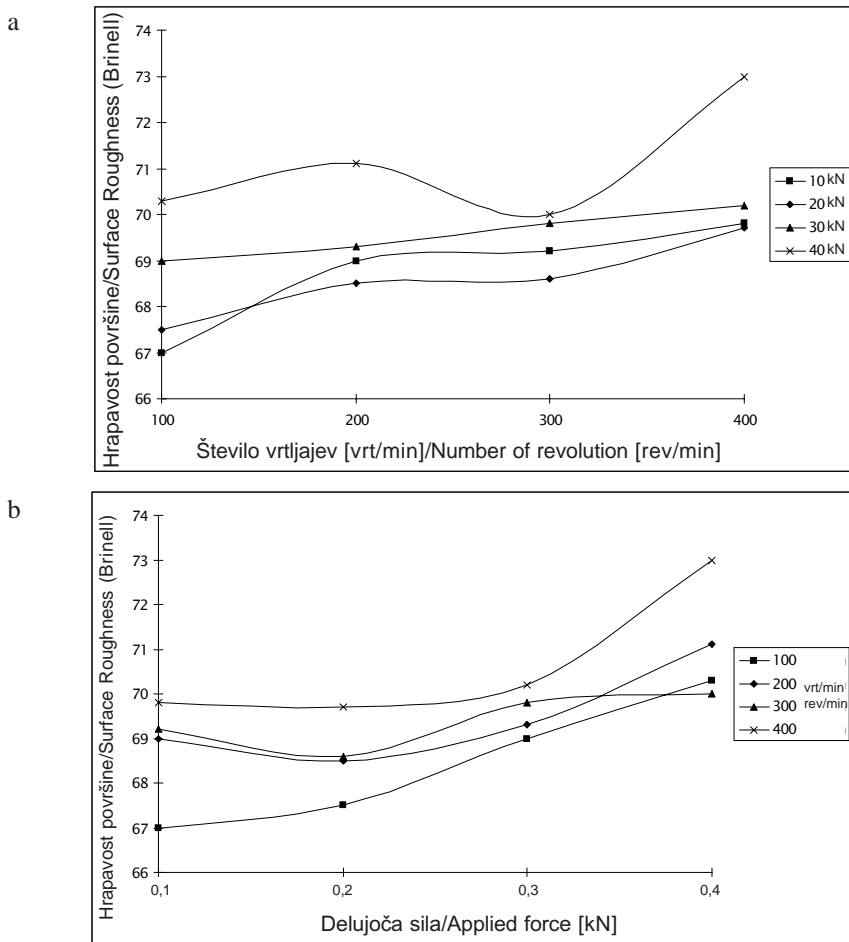 a
Hrapavost površine/Surface Roughness (Brinell)
74
73
72
71
70
69
68
67
66
100
200
300
400
Število vrtljajev [vrt/min]/Number of revolution [rev/min]
10 kN
20 kN
30 kN
40 kN
b
Hrapavost površine/Surface Roughness (Brinell)
74
73
72
71
70
69
68
67
66
0,1
0,2
0,3
0,4
Delujoča sila/Applied force [kN]
100
200 vrt/min
300 rev/min
400